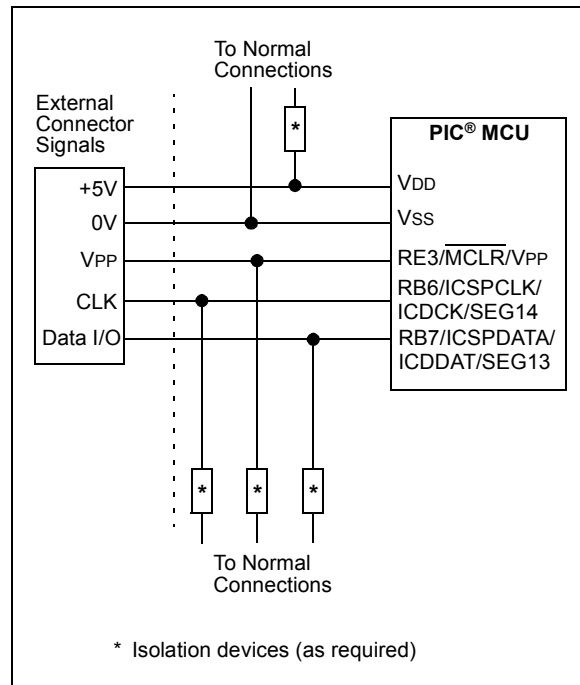 To Normal
Connections
External
Connector
Signals
*
PIC® MCU
+5V
VDD
0V
VSS
VPP
RE3/MCLR/VPP
CLK
RB6/ICSPCLK/
ICDCK/SEG14
Data I/O
RB7/ICSPDATA/
ICDDAT/SEG13
* * *
To Normal
Connections
* Isolation devices (as required)